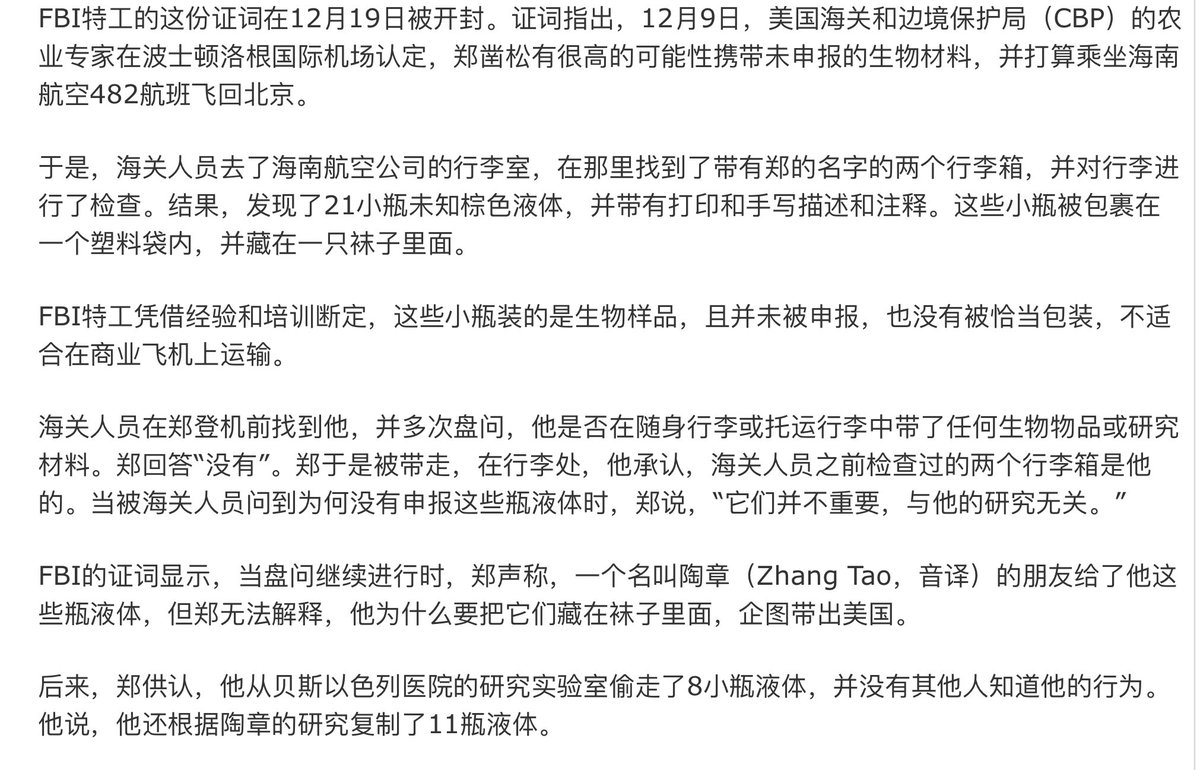 FBI特工的这份证词在12月19日被开封。证词指出，12月9日，美国海关和边境保护局（CBP）的农
业专家在波士顿洛根国际机场认定，郑凿松有很高的可能性携带未申报的生物材料，并打算乘坐海南
航空482航班飞回北京。
于是，海关人员去了海南航空公司的行李室，在那里找到了带有郑的名字的两个行李箱，并对行李进
行了检查。结果，发现了21小瓶未知棕色液体，并带有打印和手写描述和注释。这些小瓶被包裹在
一个塑料袋内，并藏在一只袜子里面。
FBI特工凭借经验和培训断定，这些小瓶装的是生物样品，且并未被申报，也没有被恰当包装，不适
合在商业飞机上运输。
海关人员在郑登机前找到他，并多次盘问，他是否在随身行李或托运行李中带了任何生物物品或研究
材料。郑回答“没有”。郑于是被带走，在行李处，他承认，海关人员之前检查过的两个行李箱是他
的。当被海关人员问到为何没有申报这些瓶液体时，郑说，“它们并不重要，与他的研究无关。”
FBI的证词显示，当盘问继续进行时，郑声称，一个名叫陶章（Zhang Tao，音译）的朋友给了他这
些瓶液体，但郑无法解释，他为什么要把它们藏在袜子里面，企图带出美国。
后来，郑供认，他从贝斯以色列医院的研究实验室偷走了8小瓶液体，并没有其他人知道他的行为。
他说，他还根据陶章的研究复制了11瓶液体。